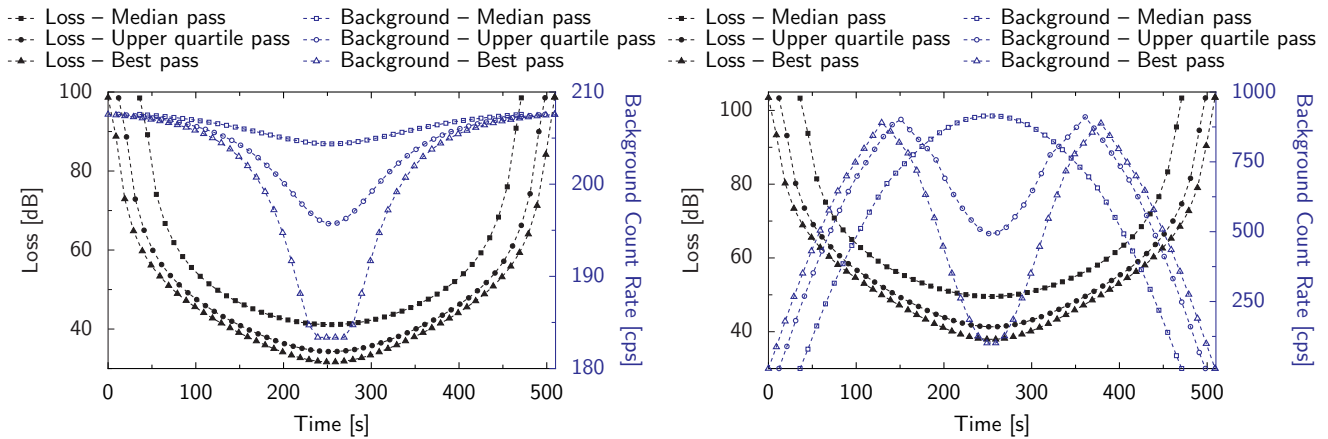 Loss – Median pass
Loss – Upper quartile pass
Loss – Best pass
Background – Median pass
Background – Upper quartile pass
Background – Best pass
100
80
60
40
Loss [dB]
210
200
190
180
Background Count Rate [cps]
0 100 200 300 400 500
Time [s]
Loss – Median pass
Loss – Upper quartile pass
Loss – Best pass
Background – Median pass
Background – Upper quartile pass
Background – Best pass
100
80
60
40
Loss [dB]
1000
750
500
250
Background Count Rate [cps]
0 100 200 300 400 500
Time [s]